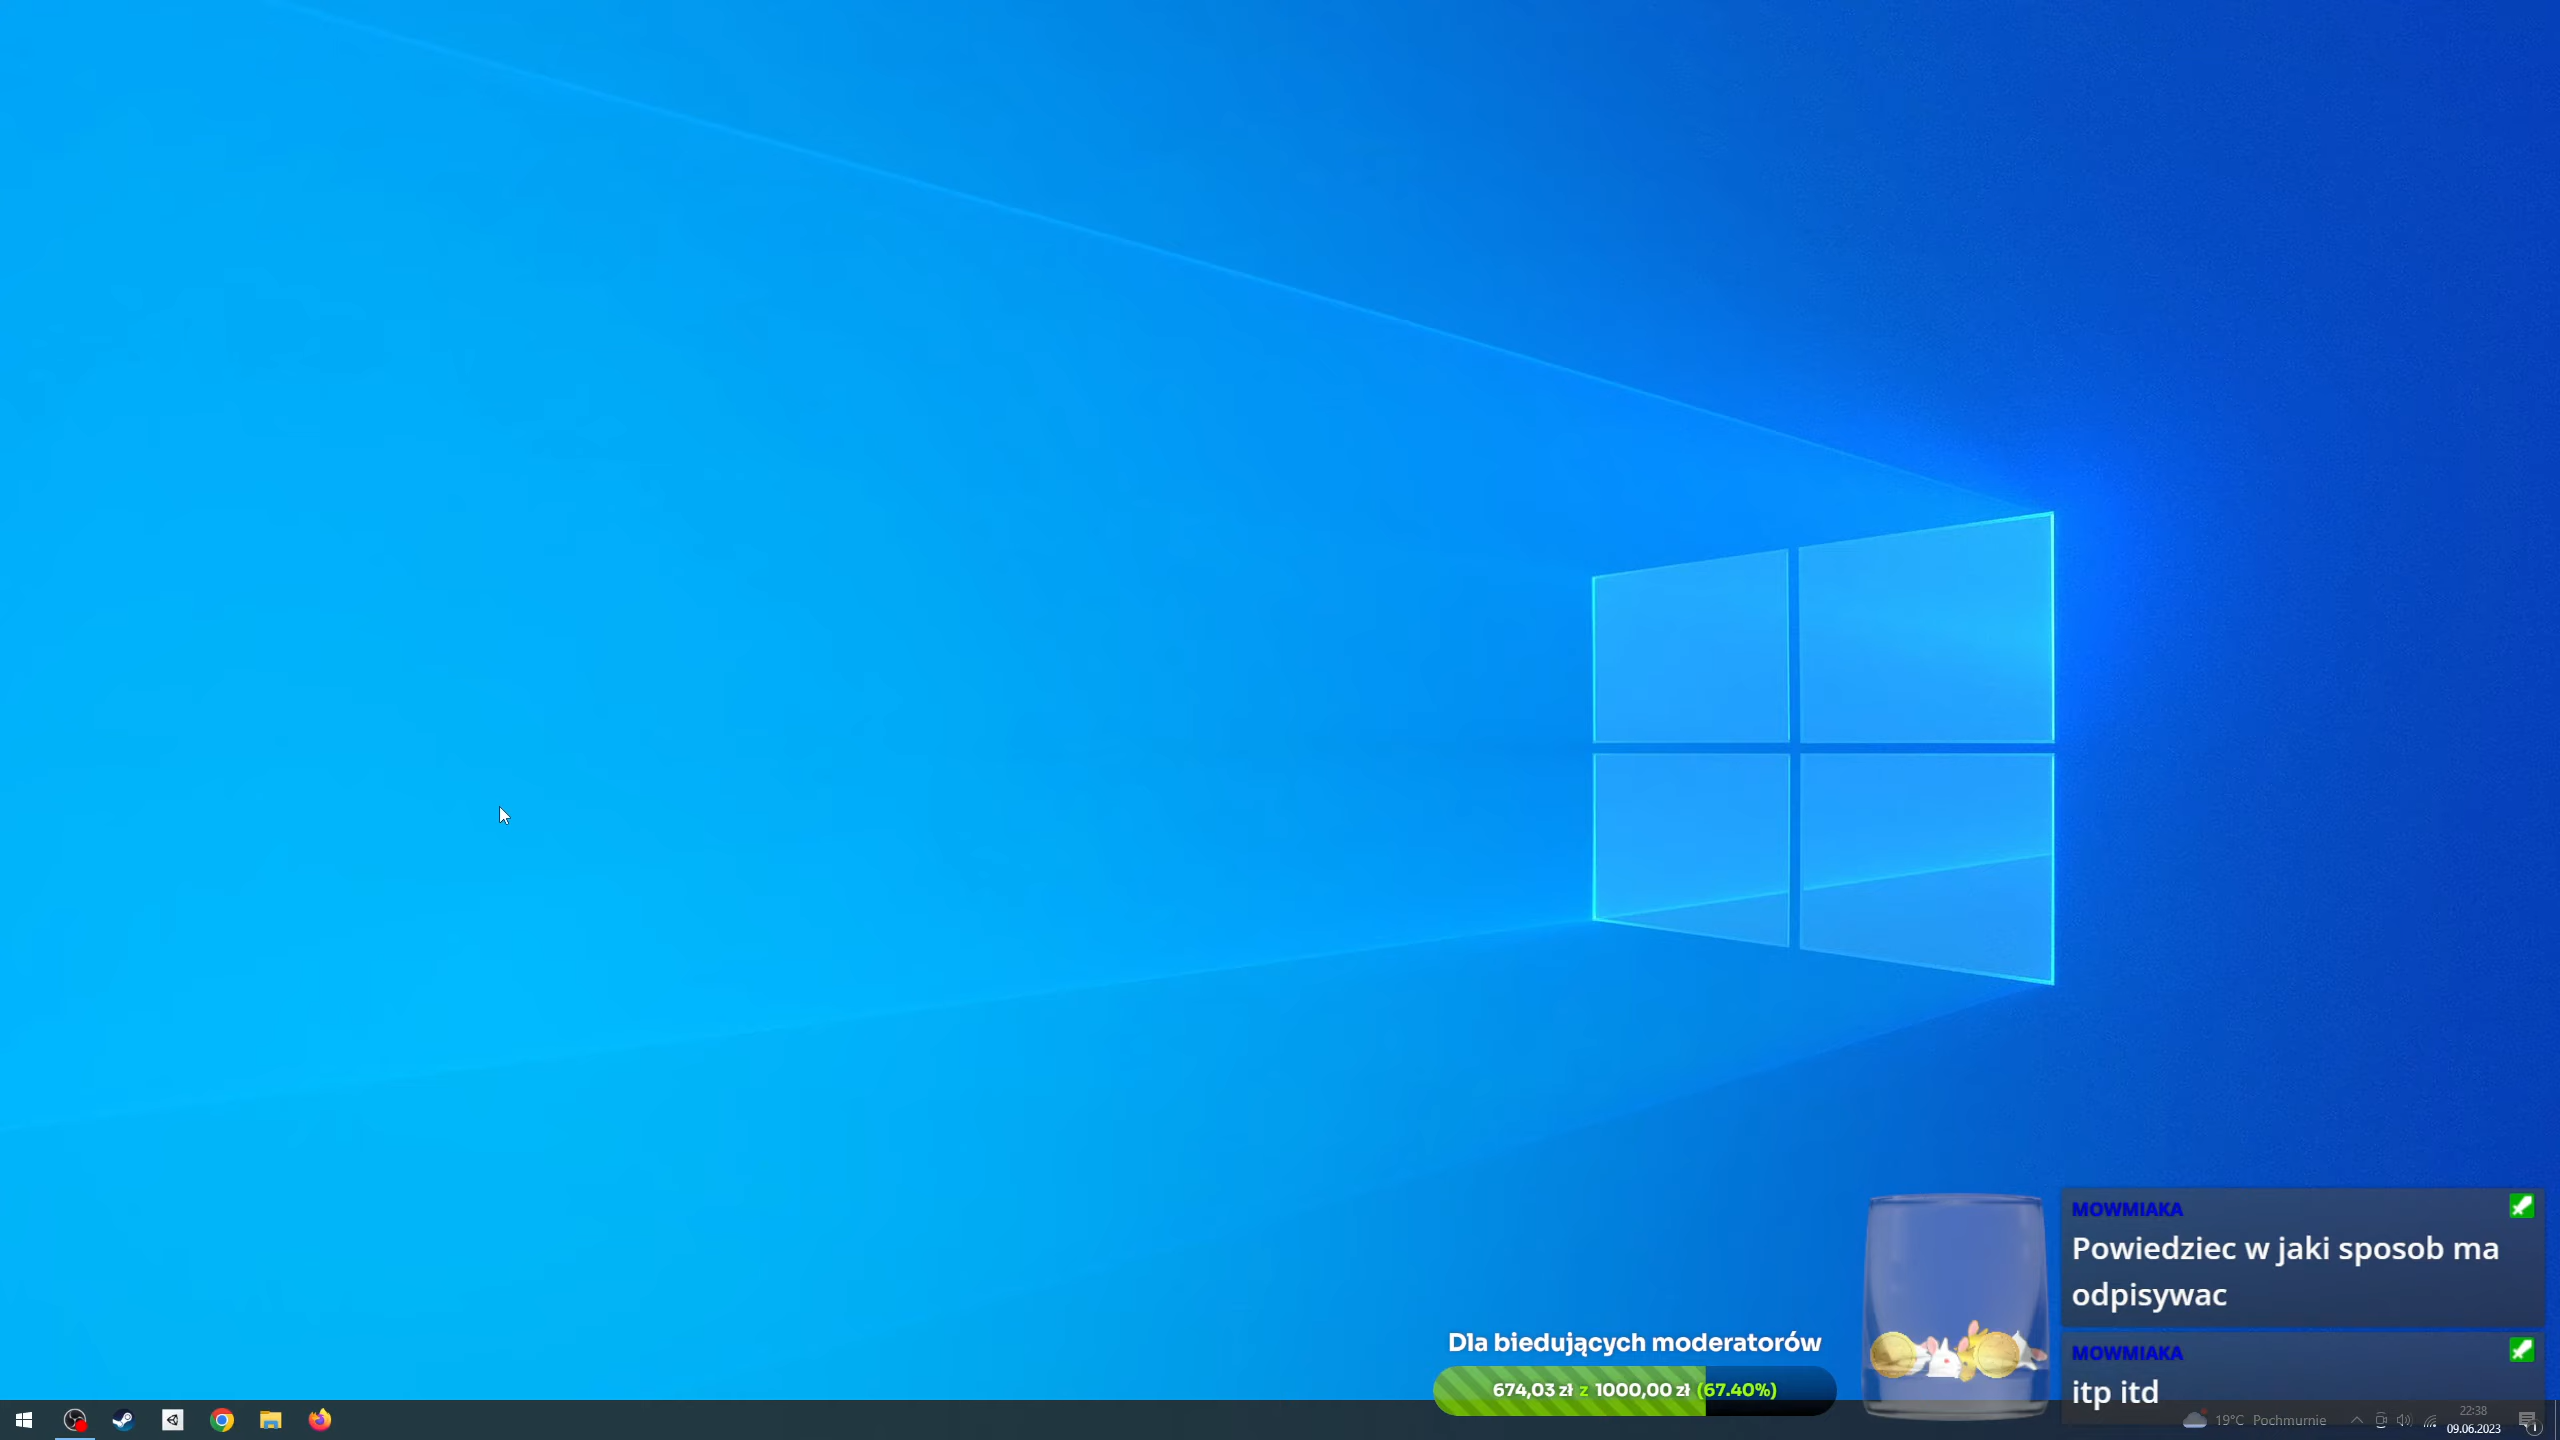 MOWMIAKA
Powiedziec w jaki sposob ma
odpisywac
MOWMIAKA
itp itd
Dla biedujących moderatorów
674,03 zł z 1000,00 zł (67.40%)
19°C Pochmurnie
22:38
09.06.2023
1